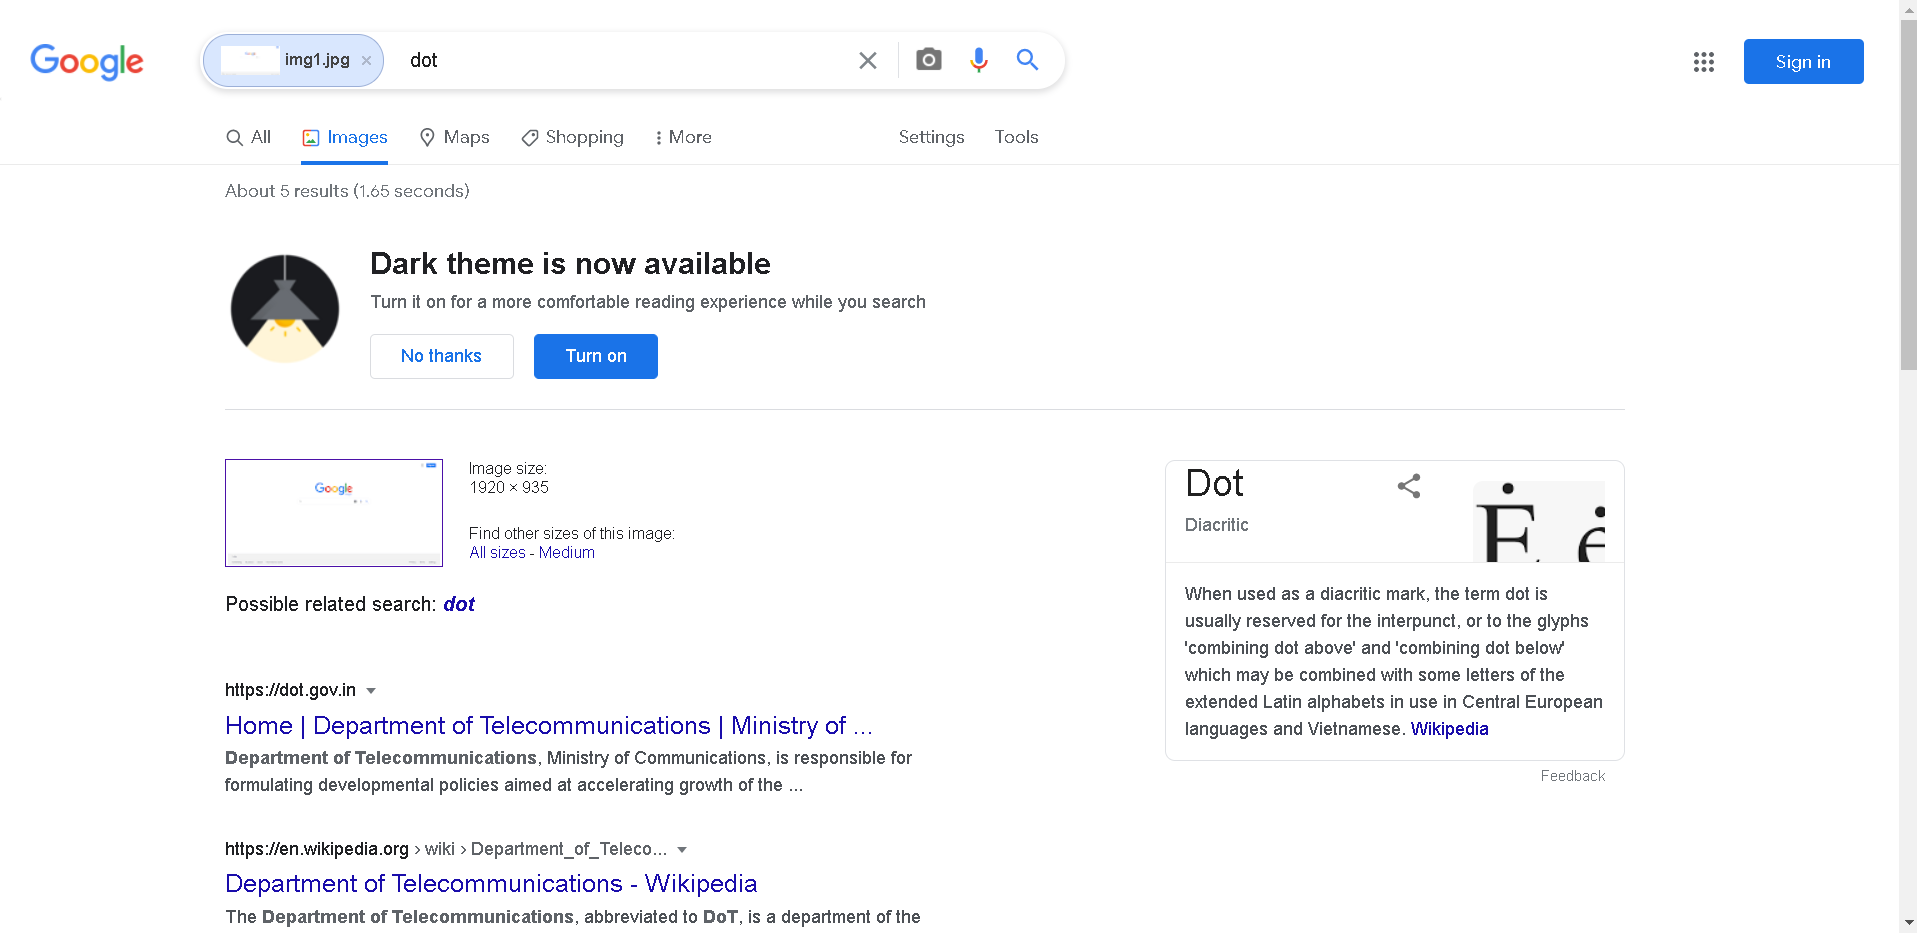 Google
img1.jpg ×
dot
Sign in
All
Images
Maps
Shopping
More
Settings
Tools
About 5 results (1.65 seconds)
Dark theme is now available
Turn it on for a more comfortable reading experience while you search
No thanks
Turn on
Google
Image size:
1920 × 935
Find other sizes of this image:
All sizes - Medium
Possible related search: dot
https://dot.gov.in
Home | Department of Telecommunications | Ministry of ...
Department of Telecommunications, Ministry of Communications, is responsible for
formulating developmental policies aimed at accelerating growth of the ...
https://en.wikipedia.org › wiki › Department_of_Teleco...
Department of Telecommunications - Wikipedia
The Department of Telecommunications, abbreviated to DoT, is a department of the
Dot
Diacritic
Ė ė
When used as a diacritic mark, the term dot is
usually reserved for the interpunct, or to the glyphs
'combining dot above' and 'combining dot below'
which may be combined with some letters of the
extended Latin alphabets in use in Central European
languages and Vietnamese. Wikipedia
Feedback